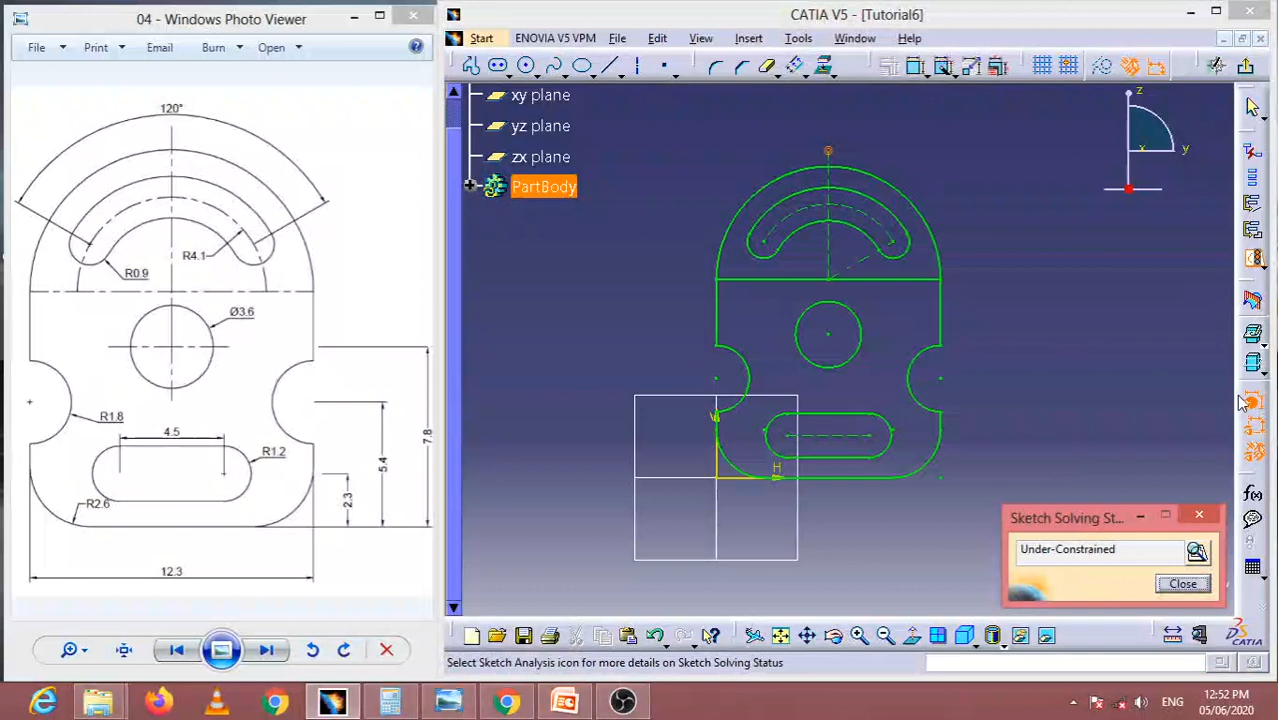 04 - Windows Photo Viewer
File Print Email Burn Open
120°
R4.1
R0.9
Ø3.6
R1.8
4.5
R1.2
R2.6
2.3
5.4
7.8
12.3
CATIA V5 - [Tutorial6]
Start ENOVIA V5 VPM File Edit View Insert Tools Window Help
xy plane
yz plane
zx plane
PartBody
z
x
y
V
H
Sketch Solving St...
Under-Constrained
Close
f(x)
CATIA
Select Sketch Analysis icon for more details on Sketch Solving Status
ENG
12:52 PM
05/06/2020